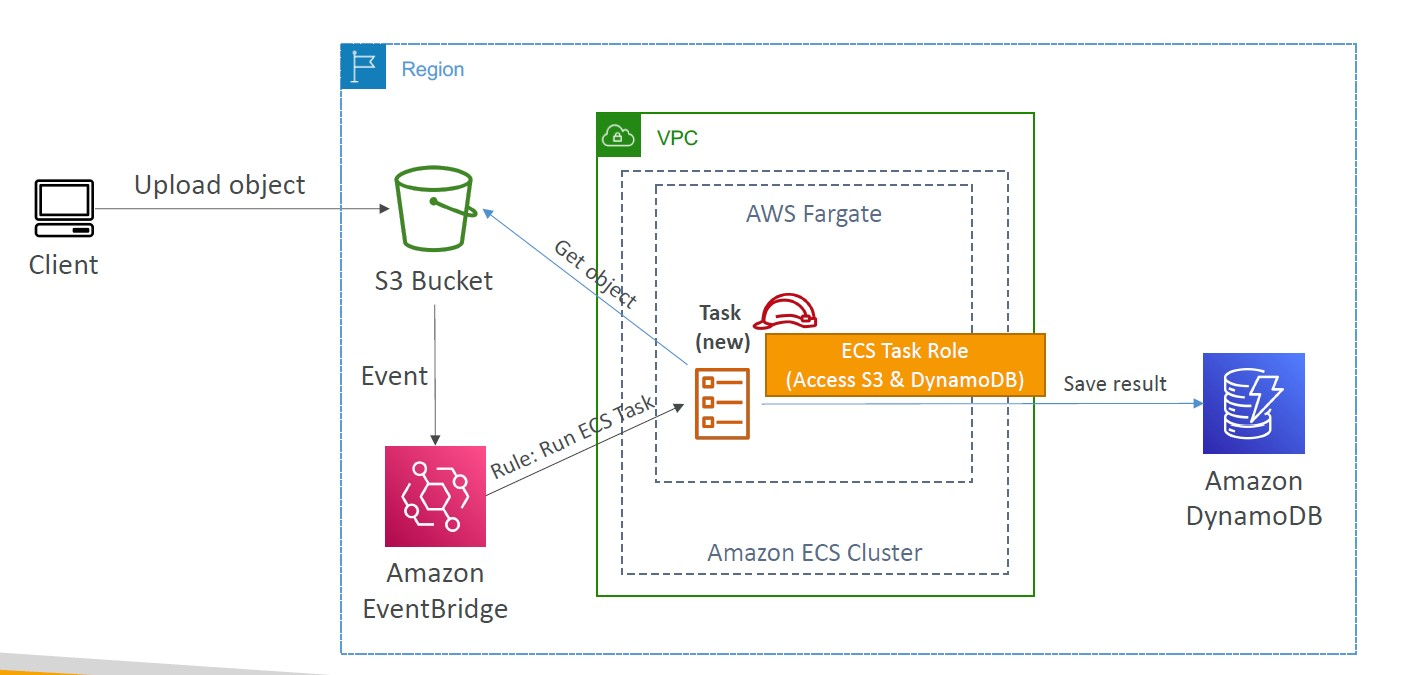 Region
VPC
Upload object
Client
S3 Bucket
AWS Fargate
Get object
Task
(new)
ECS Task Role
(Access S3 & DynamoDB)
Save result
Event
Rule: Run ECS Task
Amazon
DynamoDB
Amazon ECS Cluster
Amazon
EventBridge